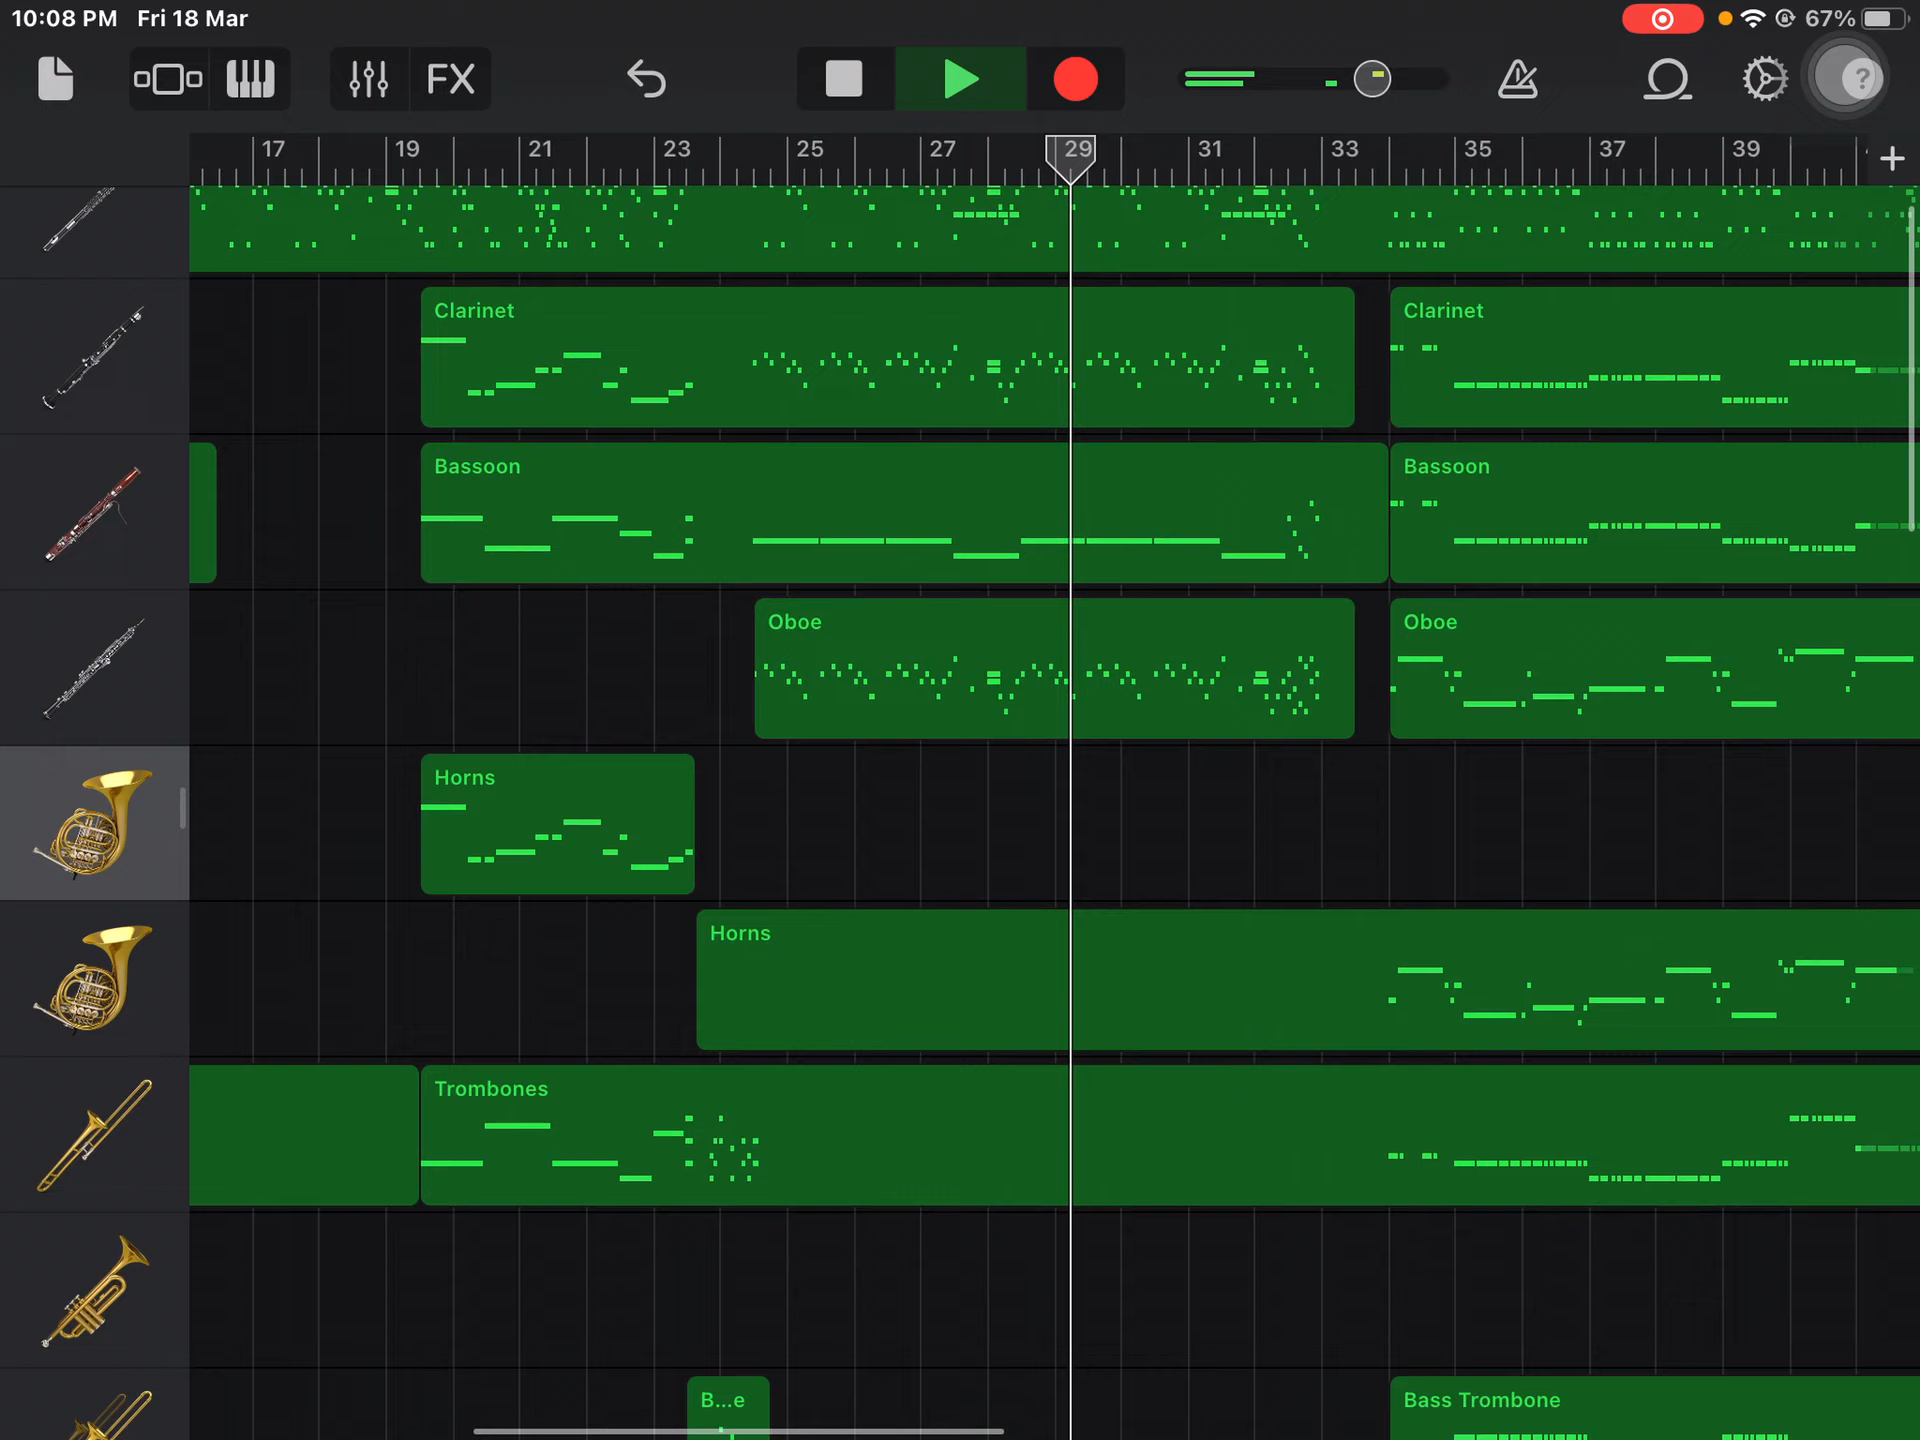 10:08 PM Fri 18 Mar
67%
FX
?
17 19 21 23 25 27 29 31 33 35 37 39
Clarinet
Clarinet
Bassoon
Bassoon
Oboe
Oboe
Horns
Horns
Trombones
B...e
Bass Trombone